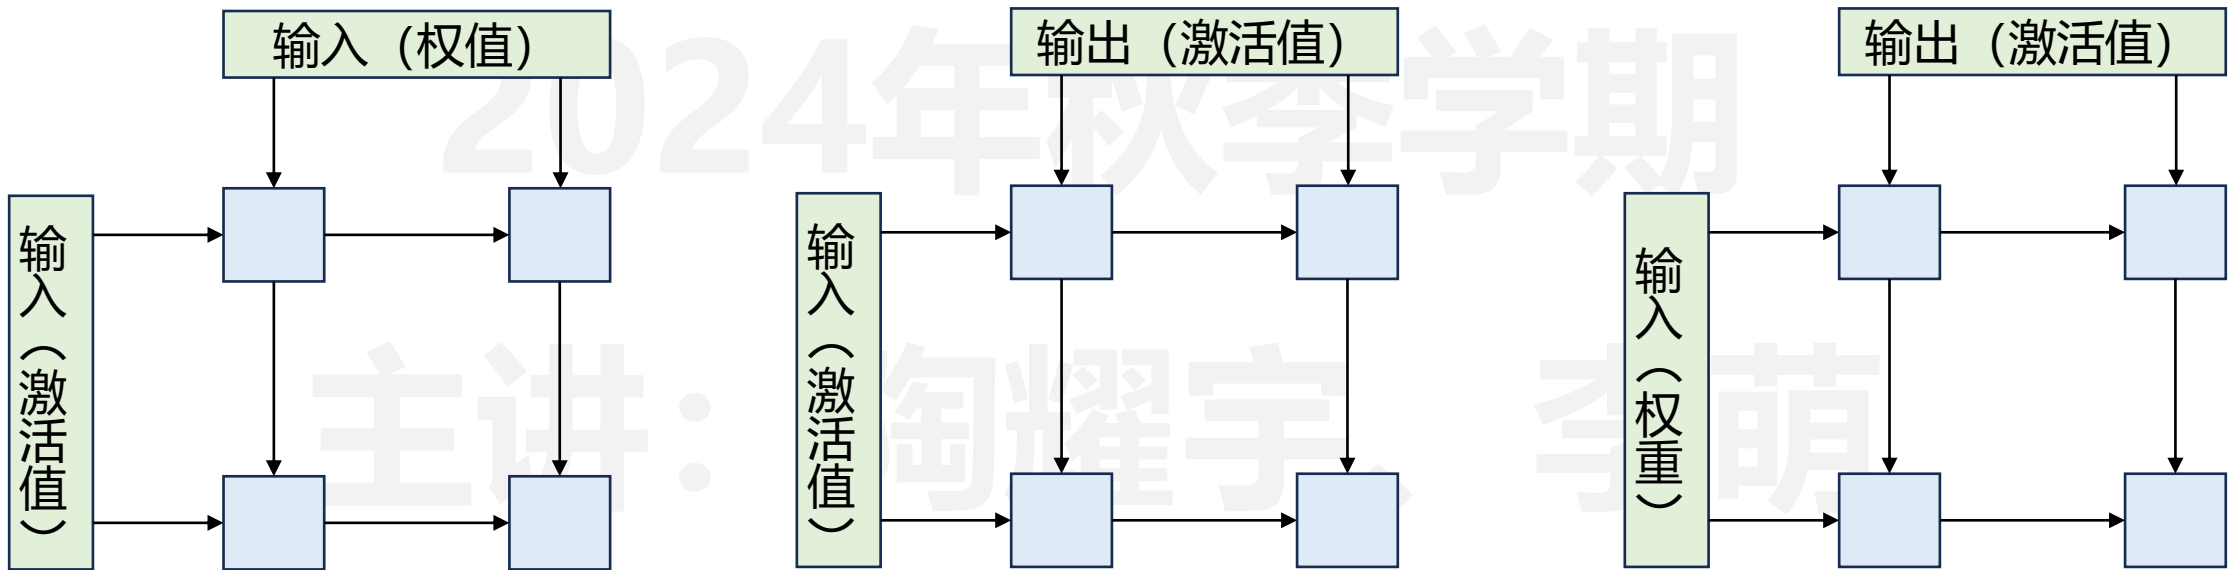 输入（权值）
输出（激活值）
输出（激活值）
输入（激活值）
输入（激活值）
输入（权重）
2024年秋季学期
主讲：陶耀宇、李萌